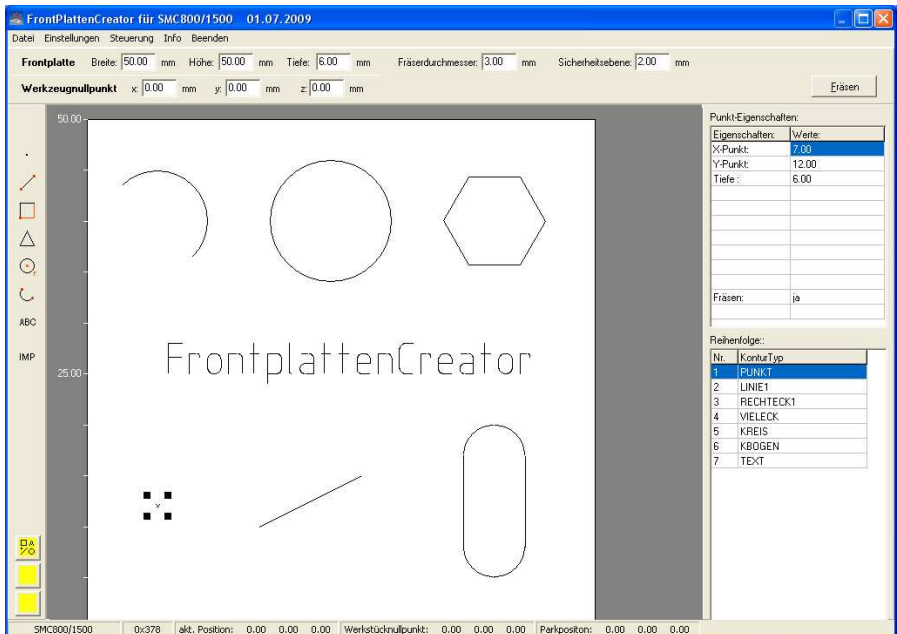 FrontPlattenCreator für SMC800/1500 01.07.2009
Datei Einstellungen Steuerung Info Beenden
Frontplatte Breite: 50.00 mm Höhe: 50.00 mm Tiefe: 6.00 mm Fräserdurchmesser: 3.00 mm Sicherheitsebene: 2.00 mm
Werkzeugnullpunkt x: 0.00 mm y: 0.00 mm z: 0.00 mm Fräsen
50.00
25.00
FrontplattenCreator
ABC
IMP
Punkt-Eigenschaften:
Eigenschaften: Werte:
X-Punkt: 7.00
Y-Punkt: 12.00
Tiefe : 6.00
Fräsen: ja
Reihenfolge::
Nr. KonturTyp
1 PUNKT
2 LINIE1
3 RECHTECK1
4 VIELECK
5 KREIS
6 KBOGEN
7 TEXT
SMC800/1500 0x378 akt. Position: 0.00 0.00 0.00 Werkstücknullpunkt: 0.00 0.00 0.00 Parkpositon: 0.00 0.00 0.00